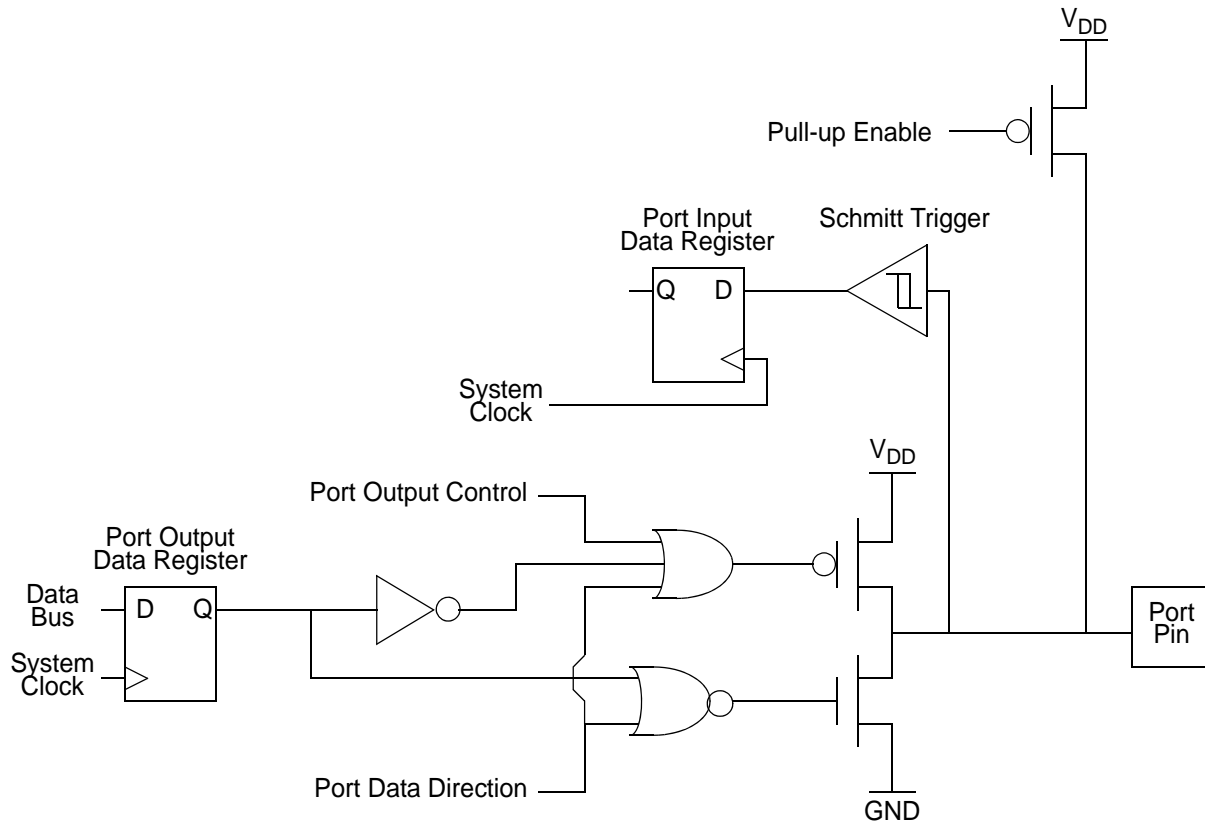 VDD
Pull-up Enable
Port Input
Data Register
Schmitt Trigger
Q
D
System
Clock
VDD
Port Output Control
Port Output
Data Register
Data
Bus
D
Q
System
Clock
Port
Pin
Port Data Direction
GND